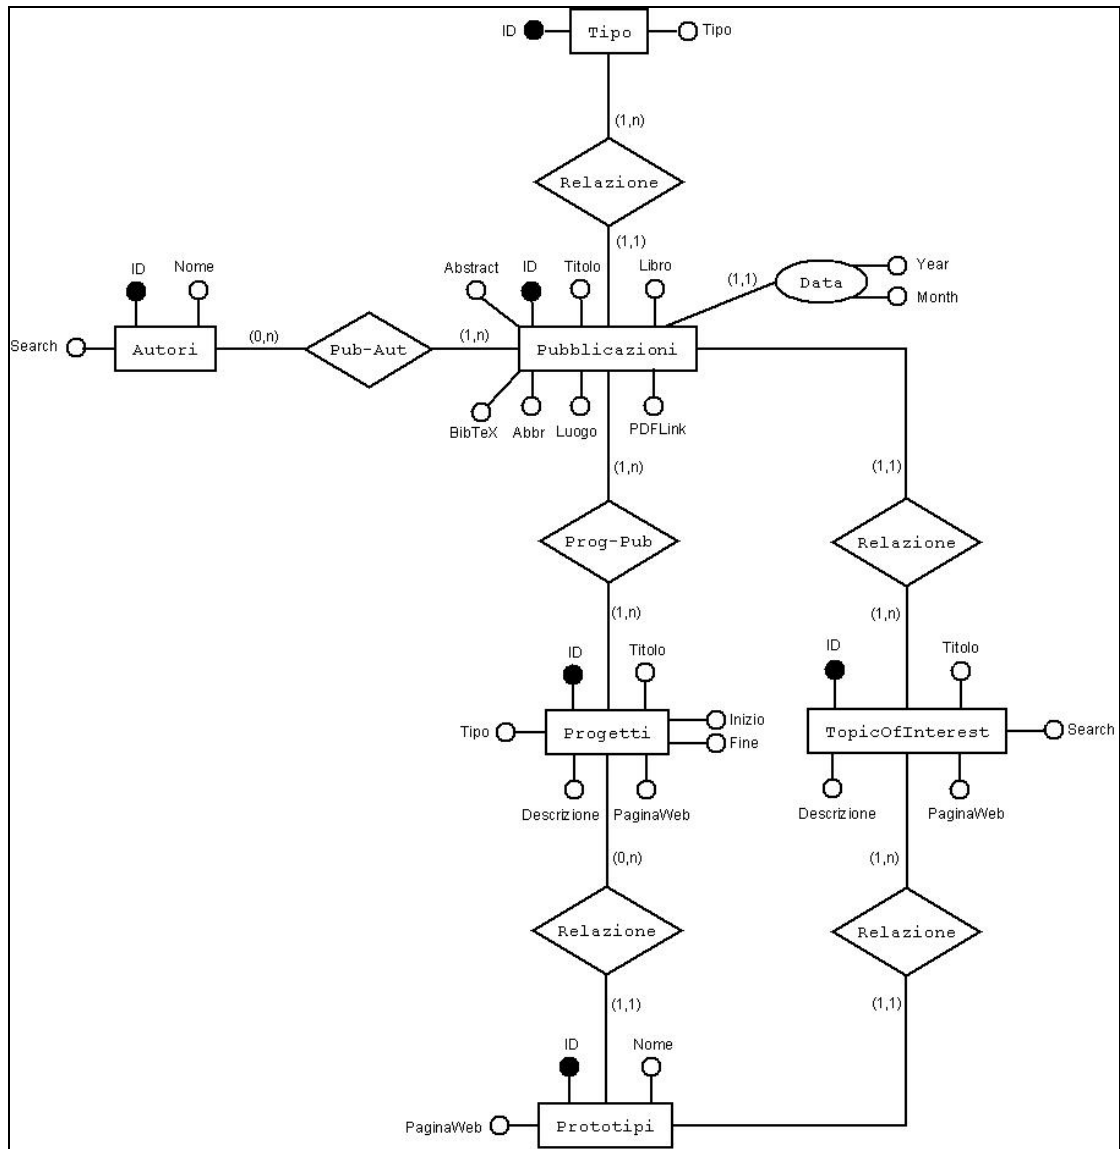 ID Tipo Tipo
(1,n)
Relazione
(1,1)
ID Nome Abstract ID Titolo Libro (1,1) Data Year
Month
Search Autori (0,n) Pub-Aut (1,n) Pubblicazioni
BibTeX Abbr Luogo PDFLink
(1,n) (1,1)
Prog-Pub Relazione
(1,n) (1,n)
ID Titolo ID Titolo
Tipo Progetti Inizio TopicOfInterest Search
Fine
Descrizione PaginaWeb Descrizione PaginaWeb
(0,n) (1,n)
Relazione Relazione
(1,1) (1,1)
ID Nome
PaginaWeb Prototipi